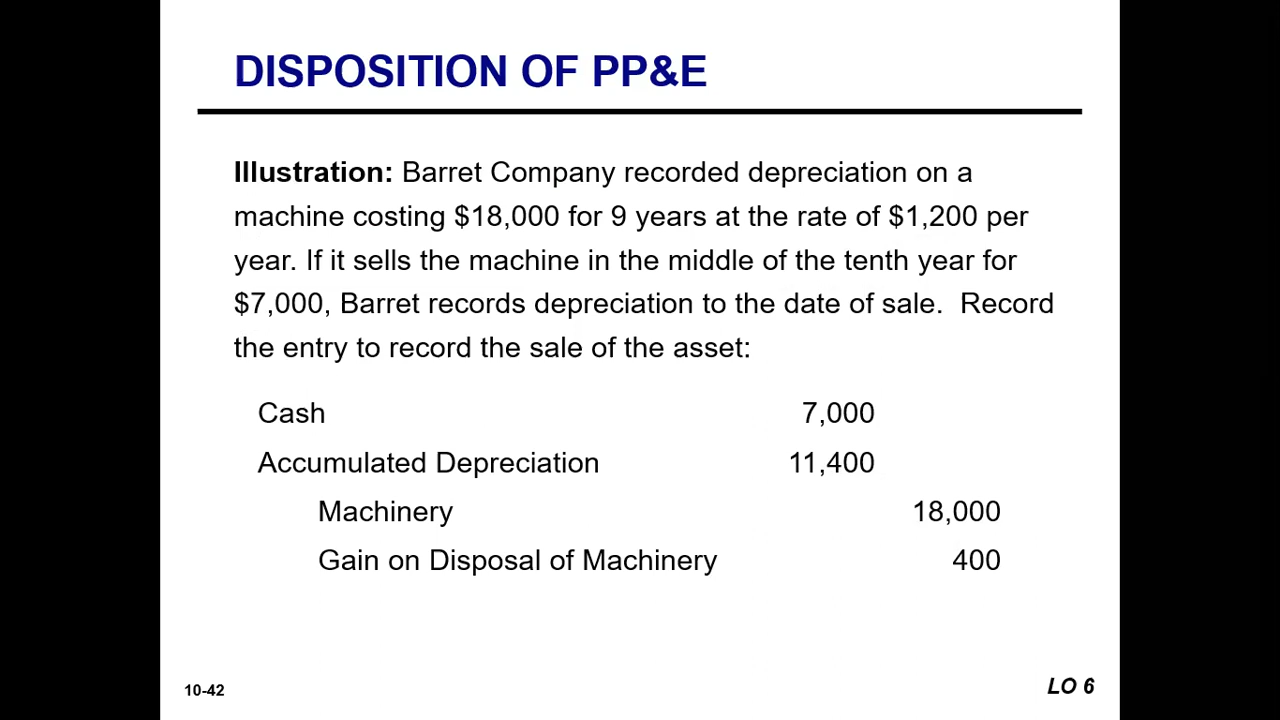 DISPOSITION OF PP&E
Illustration: Barret Company recorded depreciation on a
machine costing $18,000 for 9 years at the rate of $1,200 per
year. If it sells the machine in the middle of the tenth year for
$7,000, Barret records depreciation to the date of sale.  Record
the entry to record the sale of the asset:
Cash 7,000
Accumulated Depreciation 11,400
Machinery 18,000
Gain on Disposal of Machinery 400
10-42 LO 6